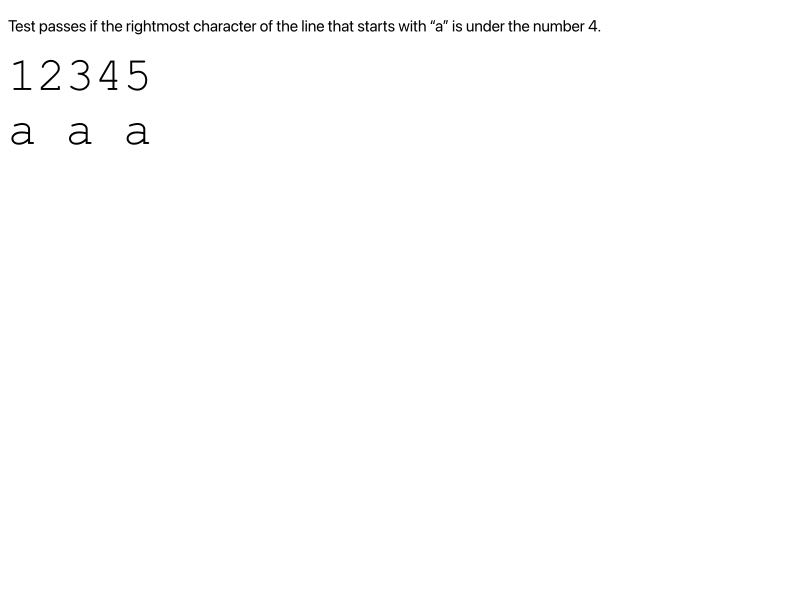 Test passes if the rightmost character of the line that starts with “a” is under the number 4.
12345
a a a